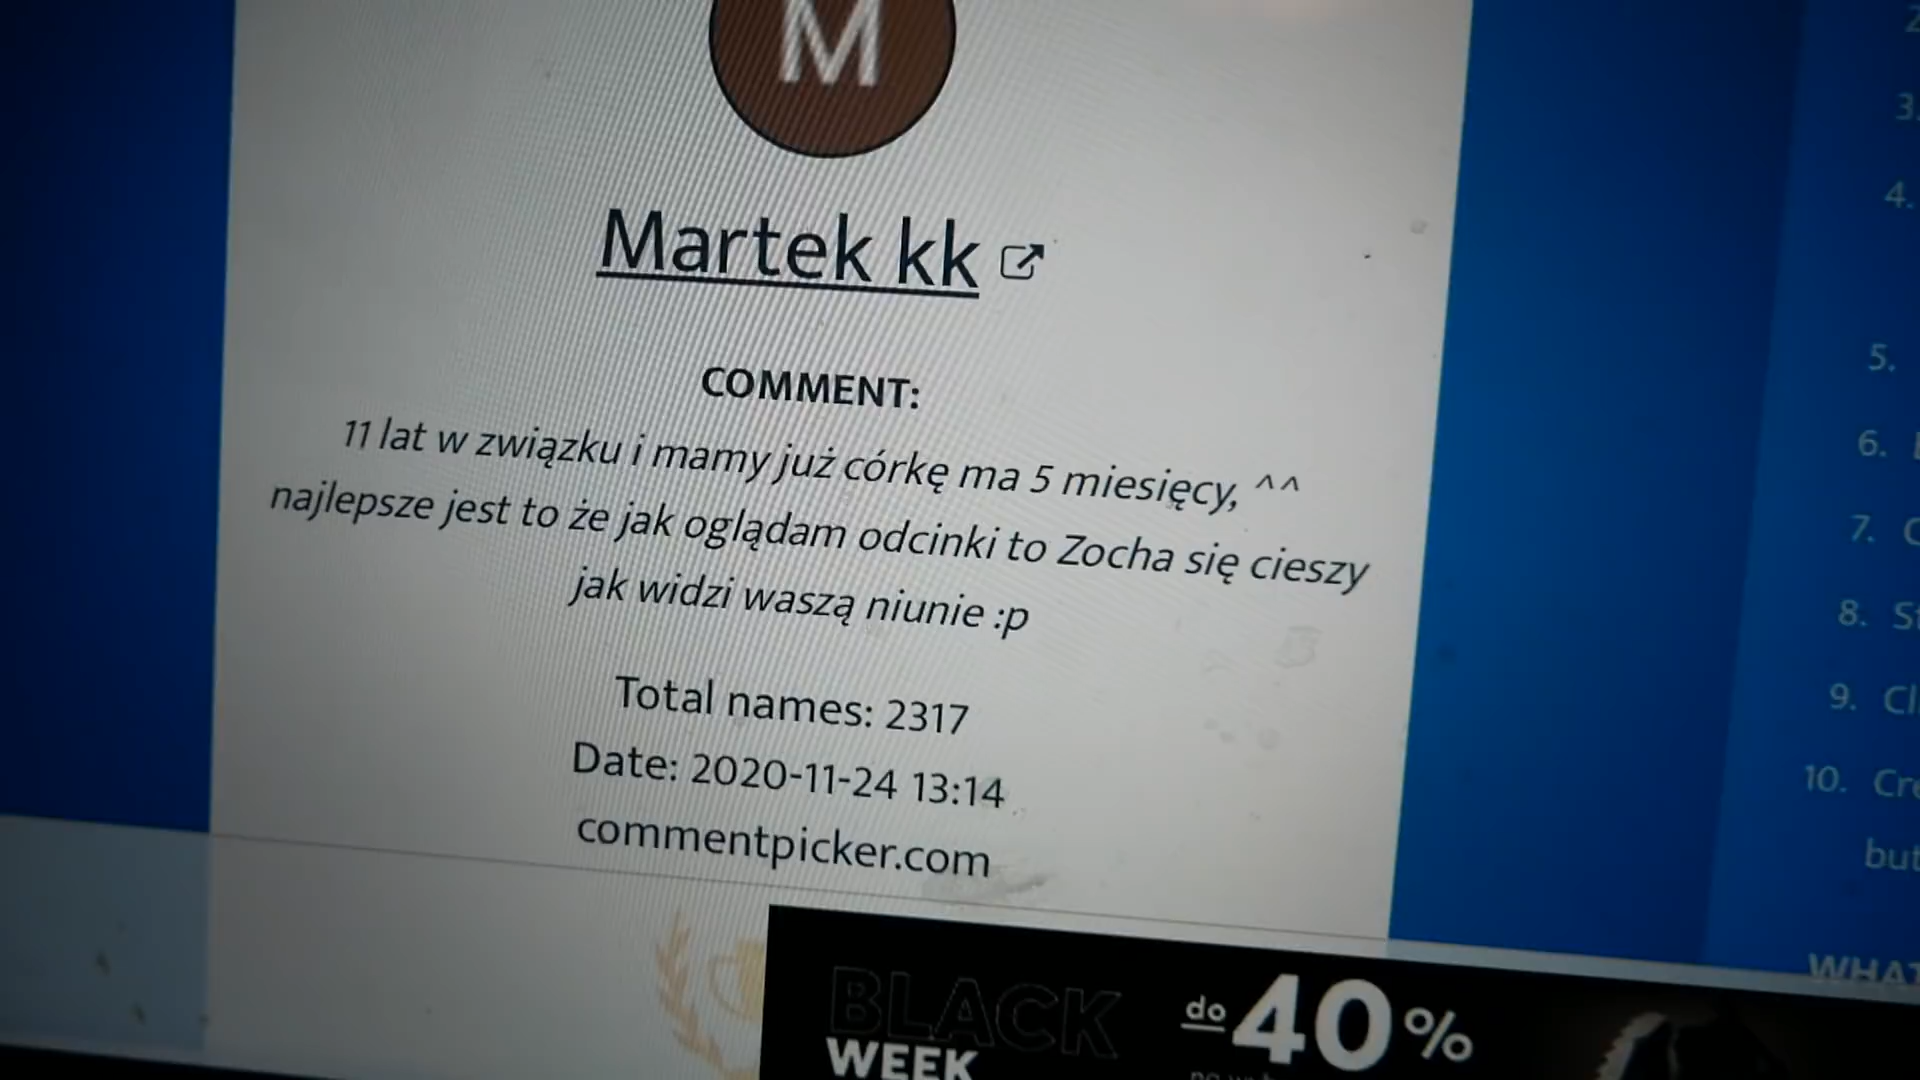 M
Martek kk
COMMENT:
11 lat w związku i mamy już córkę ma 5 miesięcy, ^^
najlepsze jest to że jak oglądam odcinki to Zocha się cieszy
jak widzi waszą niunie :p
Total names: 2317
Date: 2020-11-24 13:14
commentpicker.com
BLACK
WEEK
do 40%
3.
4.
5.
6.
7.
8.
9.
10.
but
WHAT